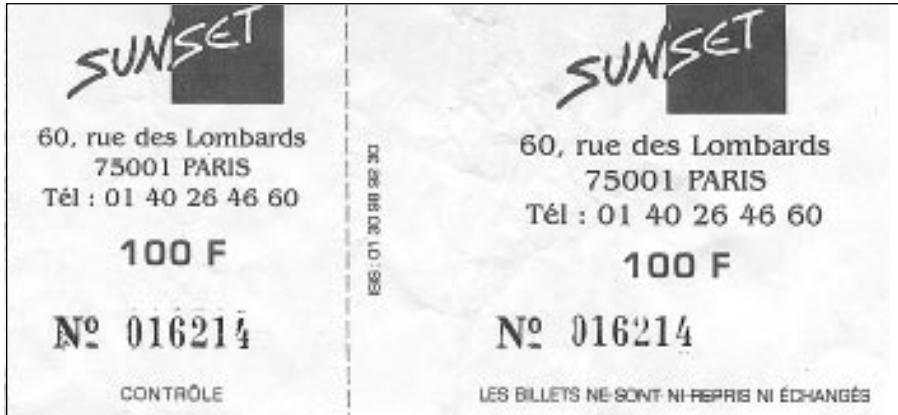 SUNSET
60, rue des Lombards
75001 PARIS
Tél : 01 40 26 46 60
100 F
Nº 016214
CONTRÔLE
SUNSET
60, rue des Lombards
75001 PARIS
Tél : 01 40 26 46 60
100 F
Nº 016214
LES BILLETS NE SONT NI REPRIS NI ÉCHANGÉS